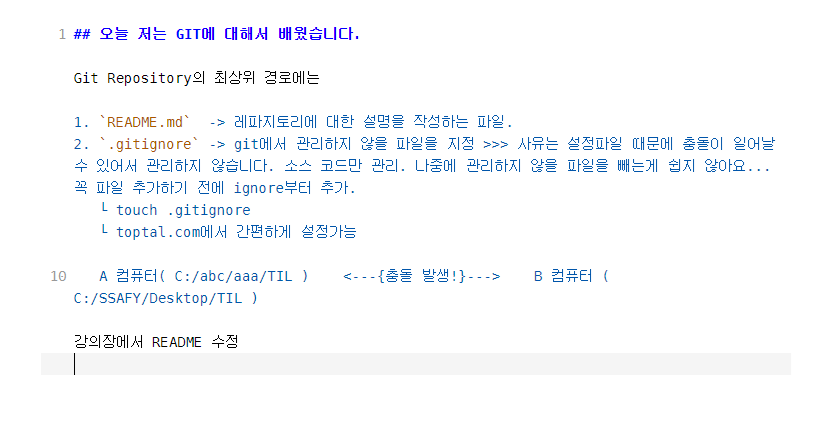 1 ## 오늘 저는 GIT에 대해서 배웠습니다.
Git Repository의 최상위 경로에는
1. `README.md`  -> 레파지토리에 대한 설명을 작성하는 파일.
2. `.gitignore` -> git에서 관리하지 않을 파일을 지정 >>> 사유는 설정파일 때문에 충돌이 일어날
수 있어서 관리하지 않습니다. 소스 코드만 관리. 나중에 관리하지 않을 파일을 빼는게 쉽지 않아요...
꼭 파일 추가하기 전에 ignore부터 추가.
└ touch .gitignore
└ toptal.com에서 간편하게 설정가능
10 A 컴퓨터( C:/abc/aaa/TIL )    <---{충돌 발생!}--->    B 컴퓨터 (
C:/SSAFY/Desktop/TIL )
강의장에서 README 수정